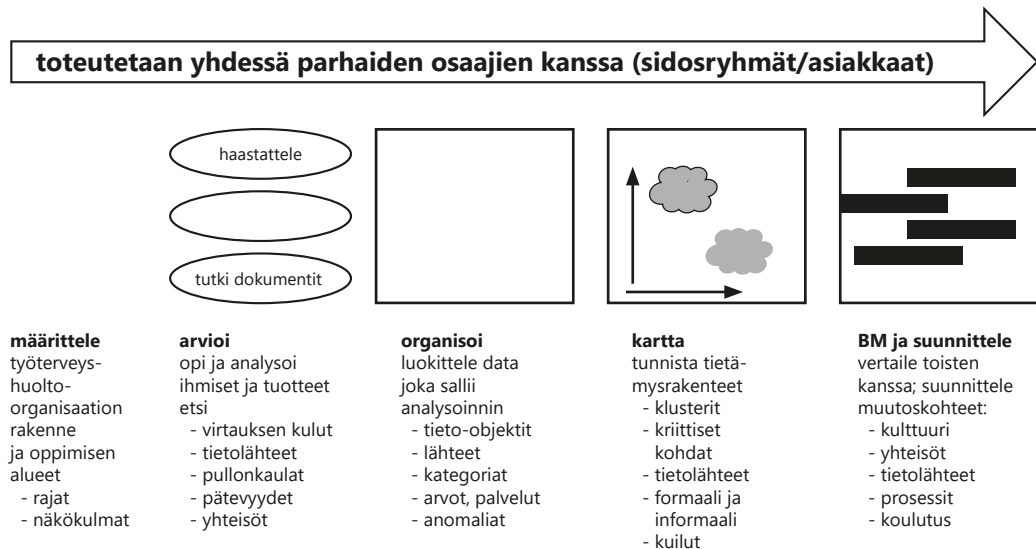 toteutetaan yhdessä parhaiden osaajien kanssa (sidosryhmät/asiakkaat)
haastattele
tutki dokumentit
määrittele
työterveys-
huolto-
organisaation
rakenne
ja oppimisen
alueet
- rajat
- näkökulmat
arvioi
opi ja analysoi
ihmiset ja tuotteet
etsi
- virtauksen kulut
- tietolähteet
- pullonkaulat
- pätevyydet
- yhteisöt
organisoi
luokittele data
joka sallii
analysoinnin
- tieto-objektit
- lähteet
- kategoriat
- arvot, palvelut
- anomaliat
kartta
tunnista tietä-
mysrakenteet
- klusterit
- kriittiset
kohdat
- tietolähteet
- formaali ja
informaali
- kuilut
BM ja suunnittele
vertaile toisten
kanssa; suunnittele
muutoskohteet:
- kulttuuri
- yhteisöt
- tietolähteet
- prosessit
- koulutus